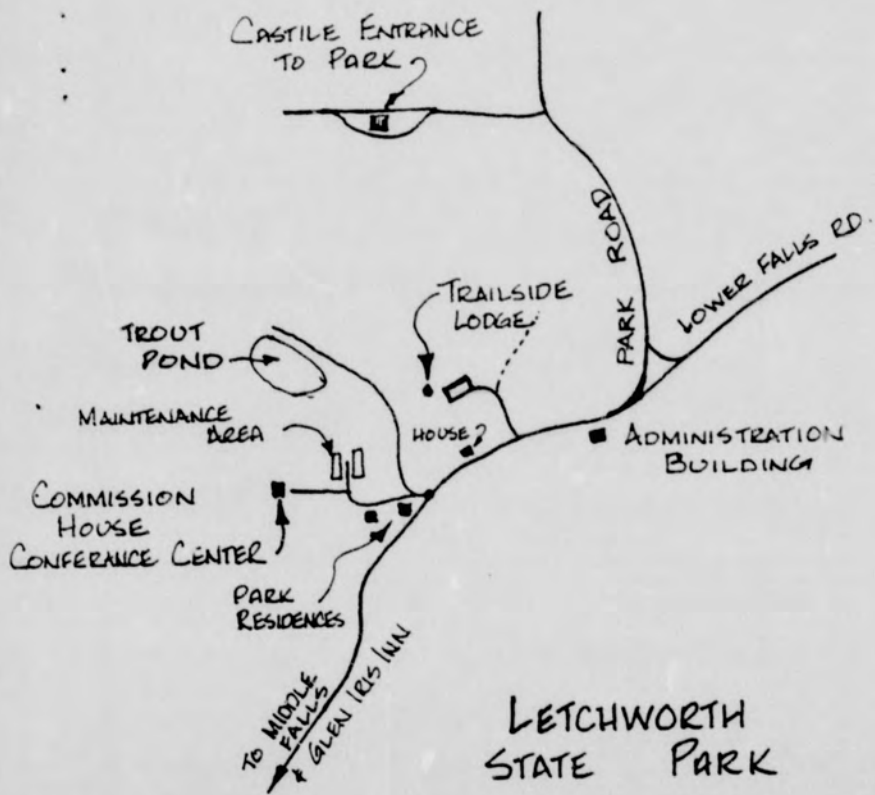 CASTILE ENTRANCE
TO PARK
PARK ROAD
LOWER FALLS RD.
TRAILSIDE
LODGE
TROUT
POND
MAINTENANCE
AREA
HOUSE?
ADMINISTRATION
BUILDING
COMMISSION
HOUSE
CONFERANCE CENTER
PARK
RESIDENCES
TO MIDDLE
FALLS
& GLEN IRIS INN
LETCHWORTH
STATE PARK